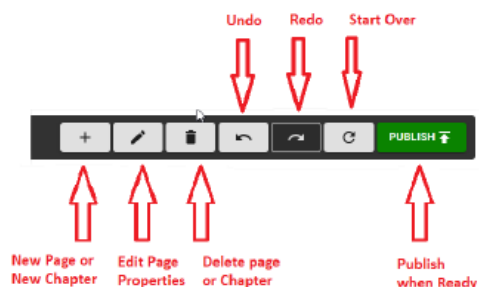 Undo Redo Start Over
PUBLISH
New Page or
New Chapter
Edit Page
Properties
Delete page
or Chapter
Publish
when Ready